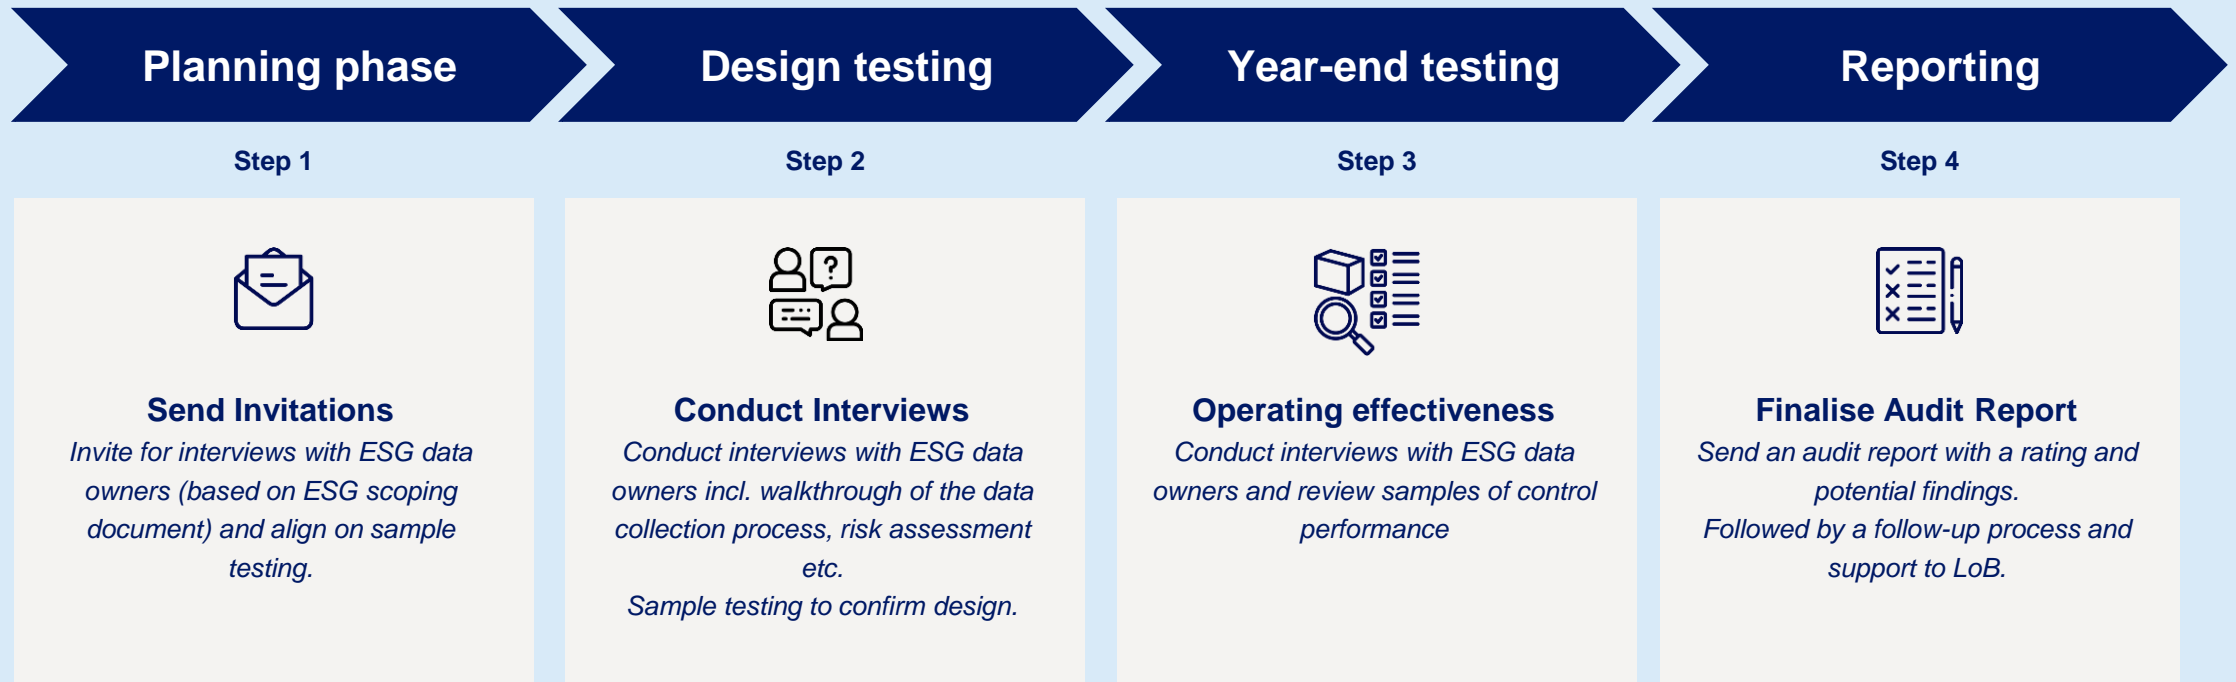 Planning phase
Design testing
Year-end testing
Reporting
Step 1
Step 2
Step 3
Step 4
Send Invitations
Invite for interviews with ESG data
owners (based on ESG scoping
document) and align on sample
testing.
?
Conduct Interviews
Conduct interviews with ESG data
owners incl. walkthrough of the data
collection process, risk assessment
etc.
Sample testing to confirm design.
Operating effectiveness
Conduct interviews with ESG data
owners and review samples of control
performance
Finalise Audit Report
Send an audit report with a rating and
potential findings.
Followed by a follow-up process and
support to LoB.